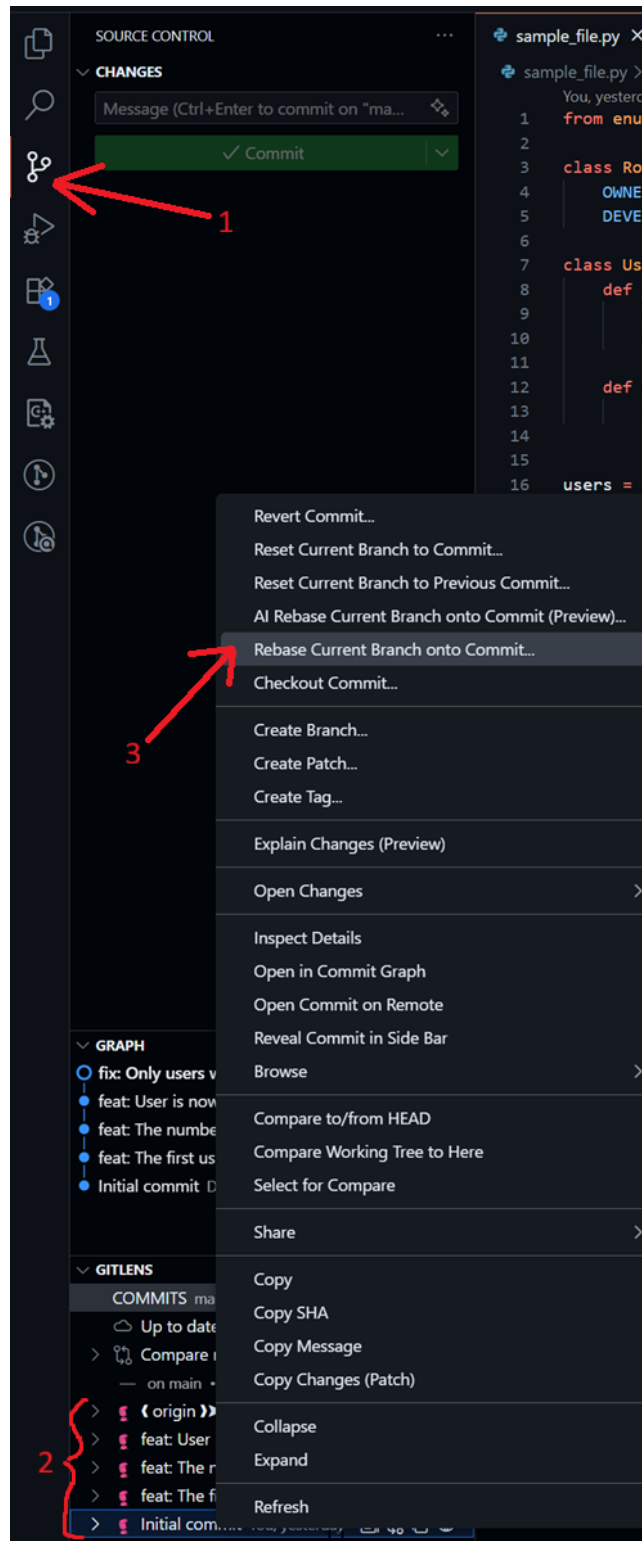 SOURCE CONTROL ...
sample_file.py
CHANGES
sample_file.py >
Message (Ctrl+Enter to commit on "ma...
You, yesterd
Commit
1 from enu
2
3 class Ro
4 OWNE
5 DEVE
6
7 class Us
8 def
9
10
11
12 def
13
14
15
16 users =
1
1
Revert Commit...
Reset Current Branch to Commit...
Reset Current Branch to Previous Commit...
AI Rebase Current Branch onto Commit (Preview)...
Rebase Current Branch onto Commit...
Checkout Commit...
3
Create Branch...
Create Patch...
Create Tag...
Explain Changes (Preview)
Open Changes
Inspect Details
Open in Commit Graph
Open Commit on Remote
Reveal Commit in Side Bar
Browse
Compare to/from HEAD
Compare Working Tree to Here
Select for Compare
Share
Copy
Copy SHA
Copy Message
Copy Changes (Patch)
Collapse
Expand
Refresh
GRAPH
fix: Only users w
feat: User is now
feat: The numbe
feat: The first us
Initial commit D
GITLENS
COMMITS ma
Up to date
Compare
— on main •
2
( origin )
feat: User
feat: The n
feat: The fi
Initial com